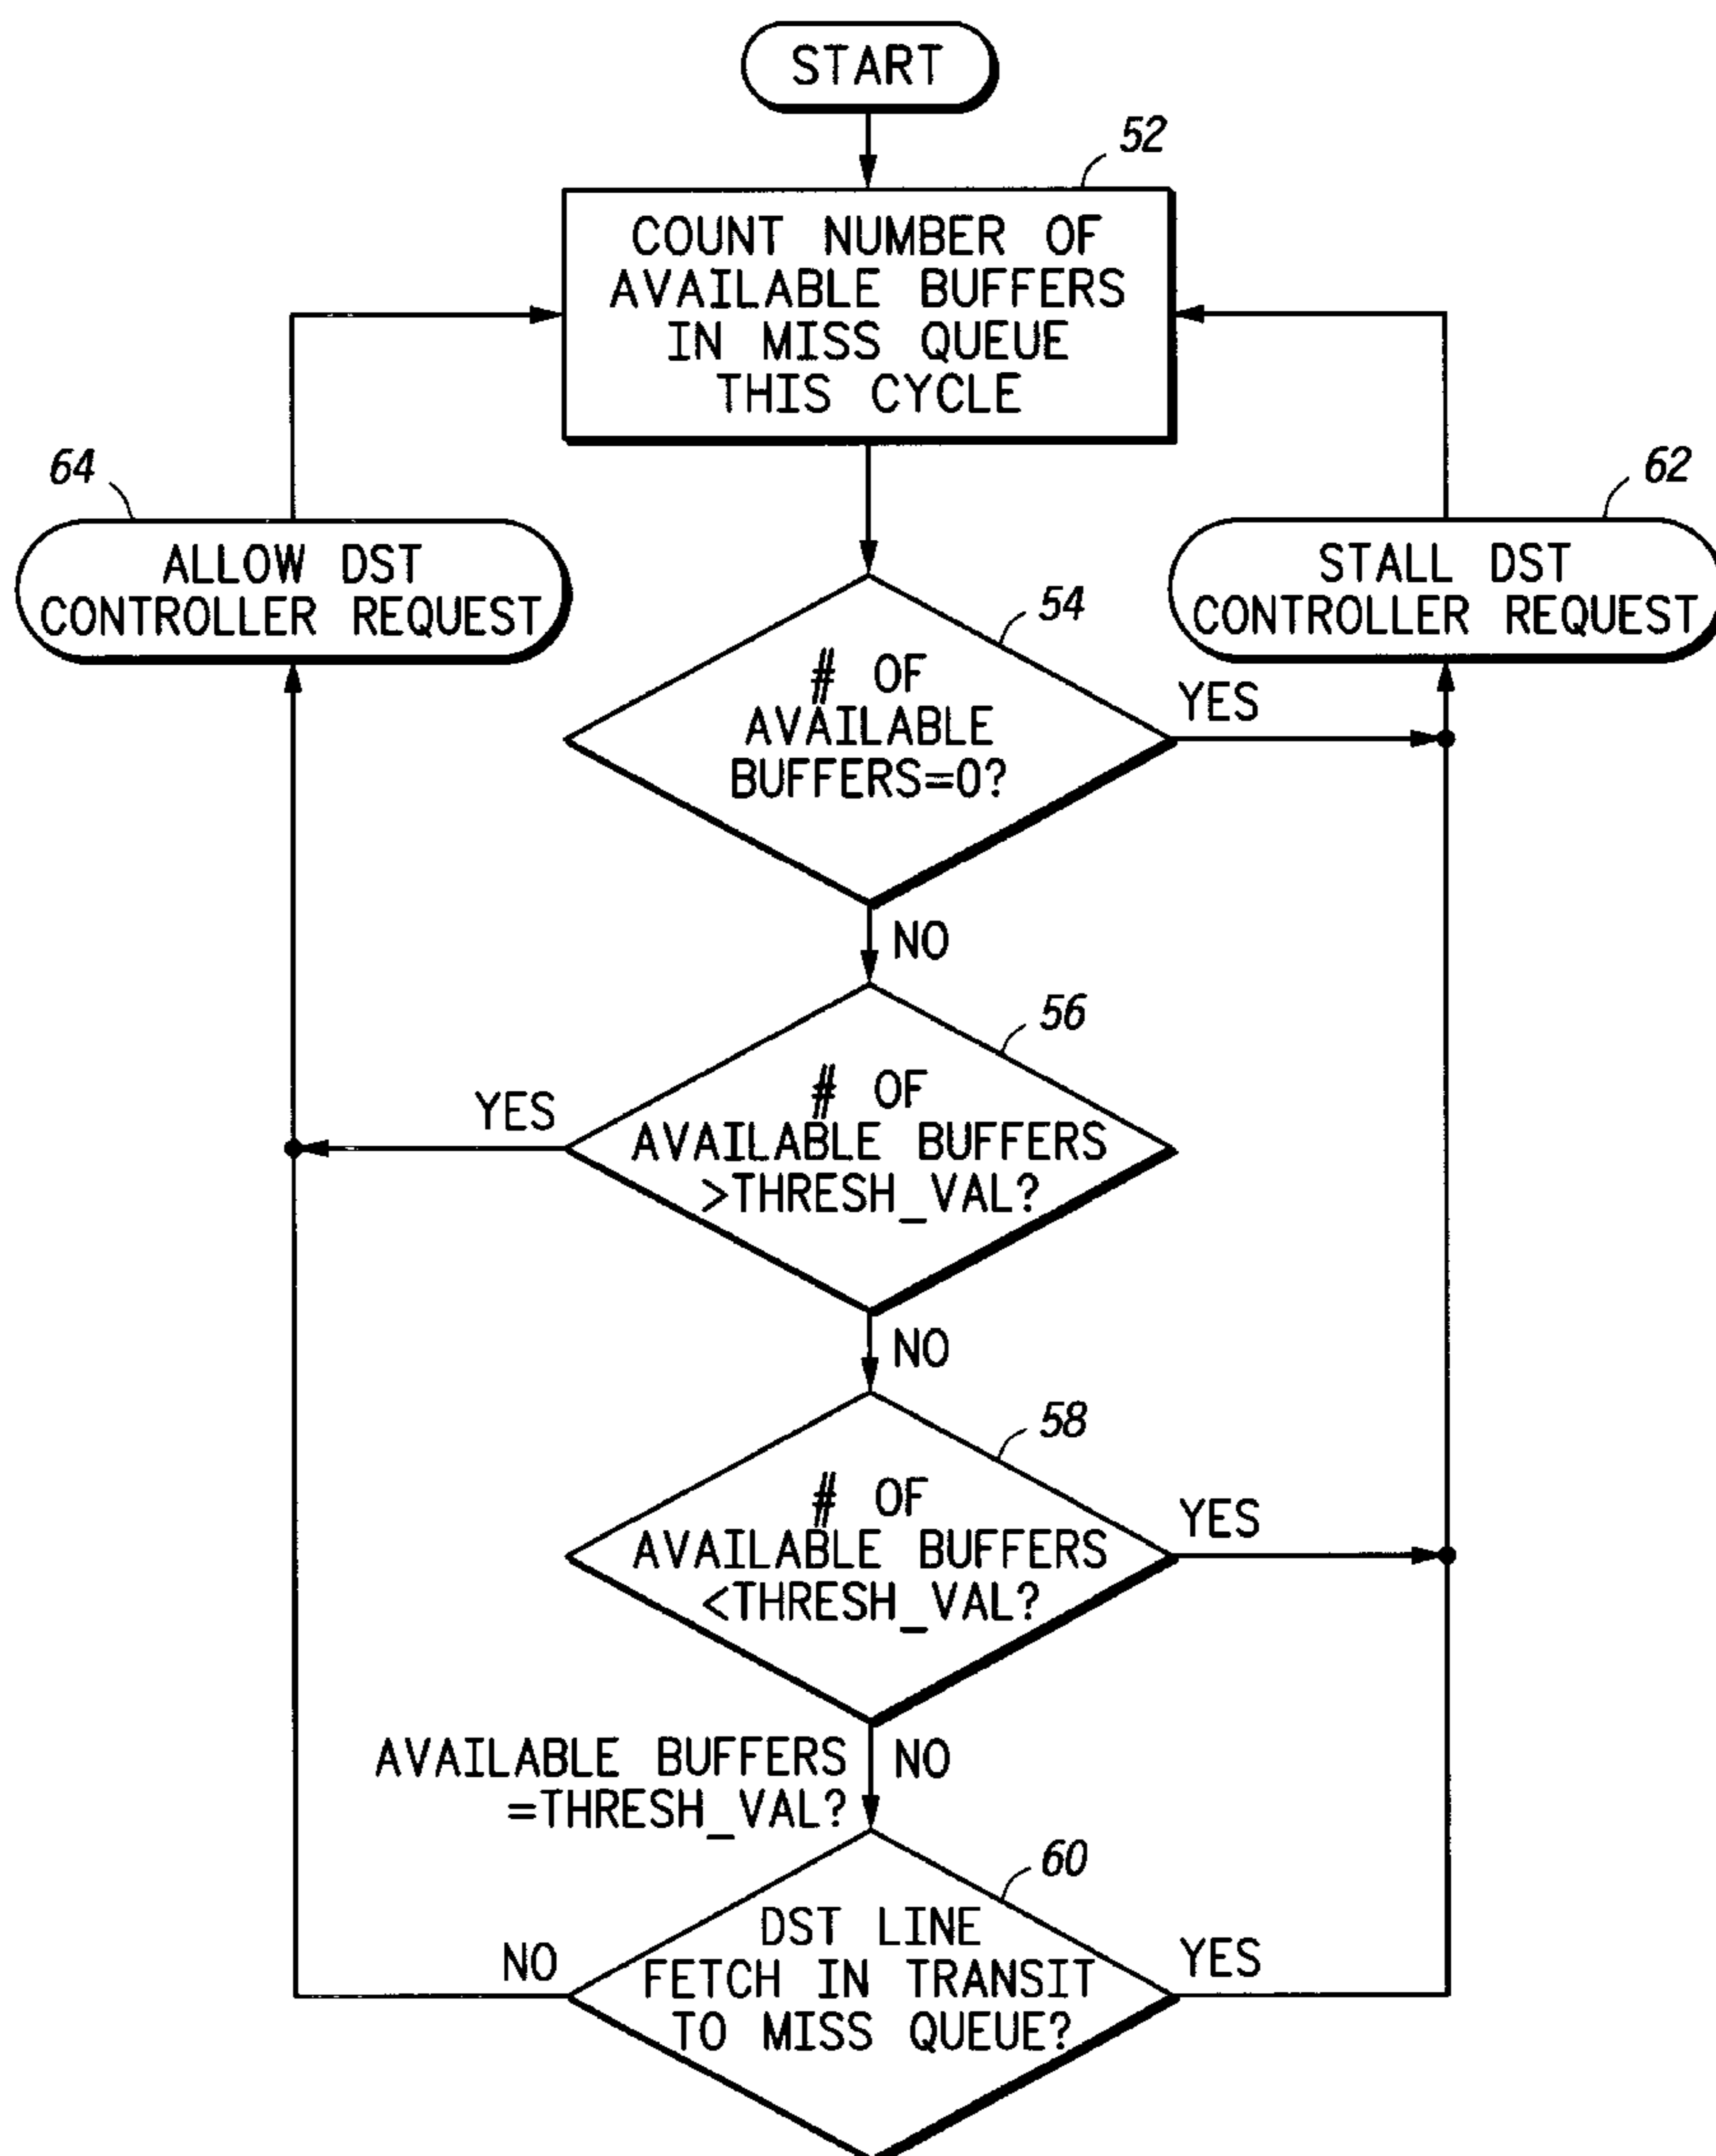 START
52
COUNT NUMBER OF
AVAILABLE BUFFERS
IN MISS QUEUE
THIS CYCLE
64
ALLOW DST
CONTROLLER REQUEST
62
STALL DST
CONTROLLER REQUEST
54
# OF
AVAILABLE
BUFFERS=0?
YES
NO
56
# OF
AVAILABLE BUFFERS
>THRESH_VAL?
YES
NO
58
# OF
AVAILABLE BUFFERS
<THRESH_VAL?
YES
AVAILABLE BUFFERS
=THRESH_VAL?
NO
60
DST LINE
FETCH IN TRANSIT
TO MISS QUEUE?
NO
YES